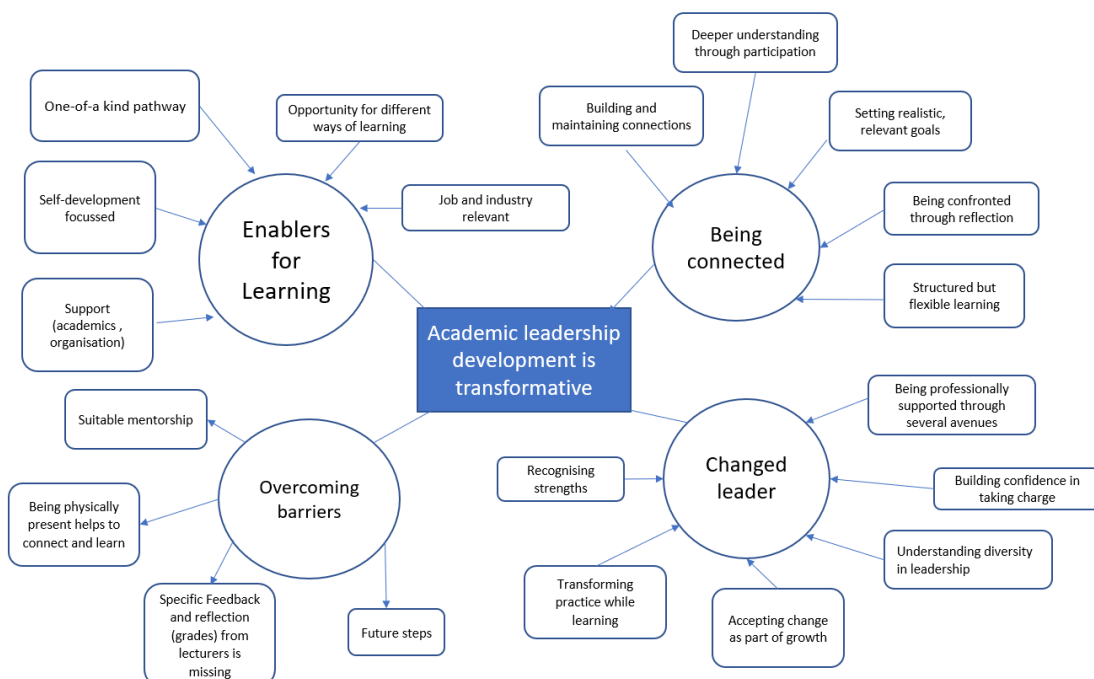 One-of-a kind pathway
Opportunity for different
ways of learning
Self-development
focussed
Job and industry
relevant
Support
(academics ,
organisation)
Enablers
for
Learning
Deeper understanding
through participation
Building and
maintaining connections
Setting realistic,
relevant goals
Being confronted
through reflection
Structured but
flexible learning
Being
connected
Academic leadership
development is
transformative
Suitable mentorship
Being physically
present helps to
connect and learn
Specific Feedback
and reflection
(grades) from
lecturers is
missing
Future steps
Overcoming
barriers
Being professionally
supported through
several avenues
Recognising
strengths
Building confidence in
taking charge
Understanding diversity
in leadership
Transforming
practice while
learning
Accepting change
as part of growth
Changed
leader